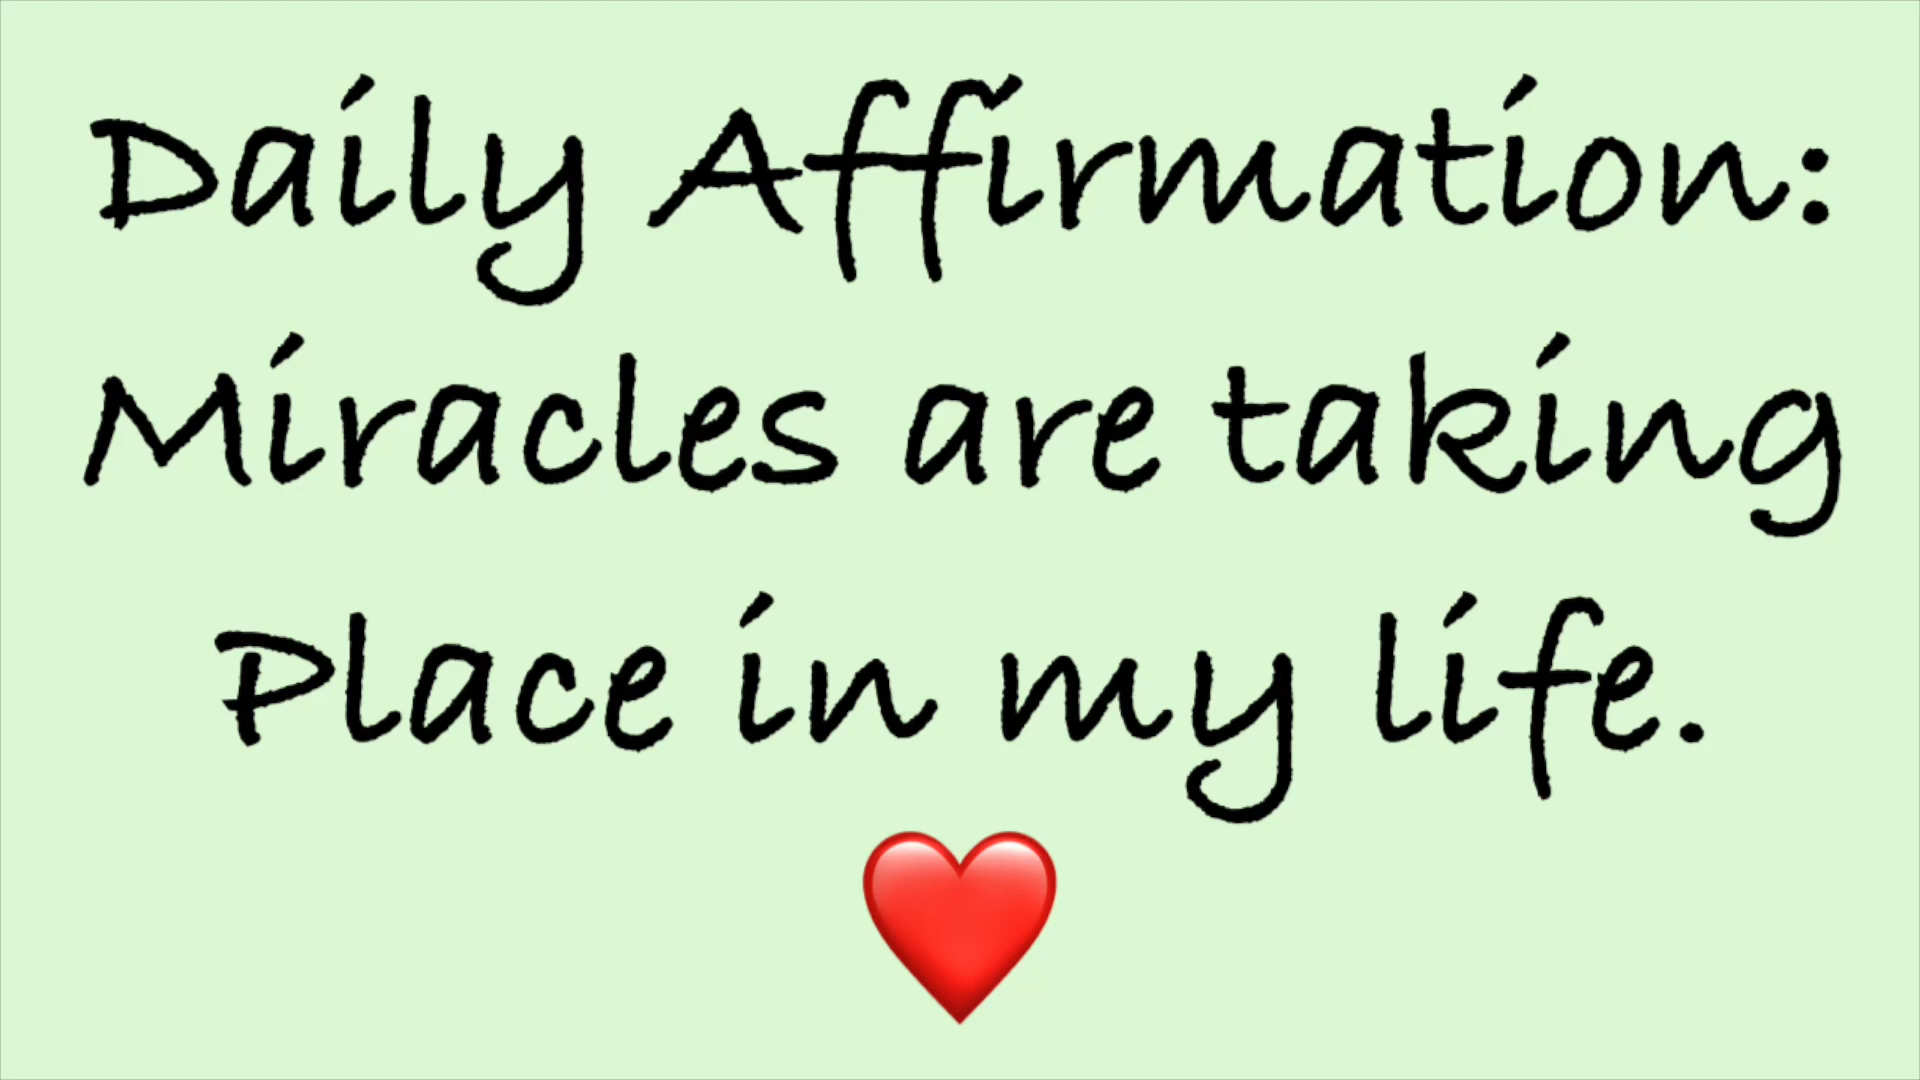 Daily Affirmation:
Miracles are taking
Place in my life.
❤️